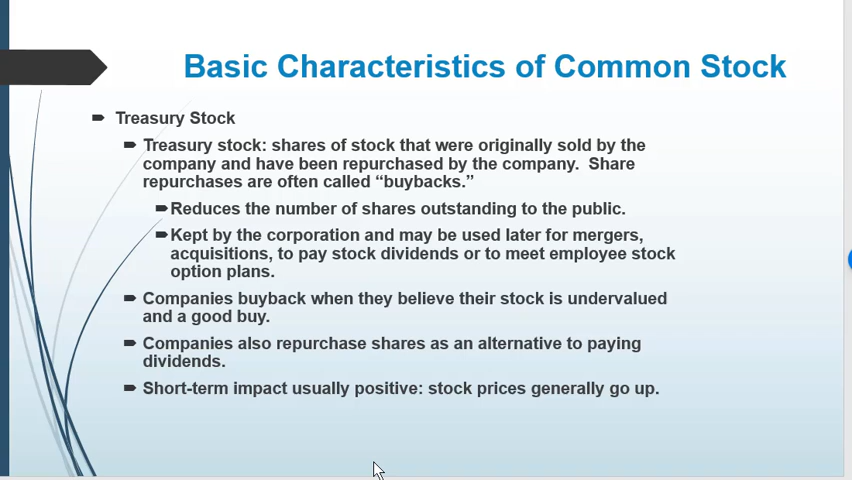 Basic Characteristics of Common Stock
Treasury Stock
Treasury stock: shares of stock that were originally sold by the
company and have been repurchased by the company.  Share
repurchases are often called “buybacks.”
Reduces the number of shares outstanding to the public.
Kept by the corporation and may be used later for mergers,
acquisitions, to pay stock dividends or to meet employee stock
option plans.
Companies buyback when they believe their stock is undervalued
and a good buy.
Companies also repurchase shares as an alternative to paying
dividends.
Short-term impact usually positive: stock prices generally go up.